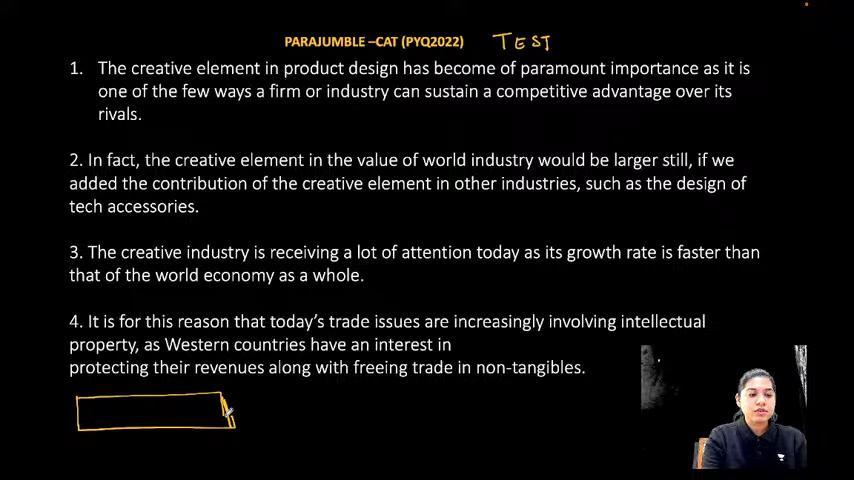 PARAJUMBLE –CAT (PYQ2022) TEST
1. The creative element in product design has become of paramount importance as it is
one of the few ways a firm or industry can sustain a competitive advantage over its
rivals.
2. In fact, the creative element in the value of world industry would be larger still, if we
added the contribution of the creative element in other industries, such as the design of
tech accessories.
3. The creative industry is receiving a lot of attention today as its growth rate is faster than
that of the world economy as a whole.
4. It is for this reason that today’s trade issues are increasingly involving intellectual
property, as Western countries have an interest in
protecting their revenues along with freeing trade in non-tangibles.